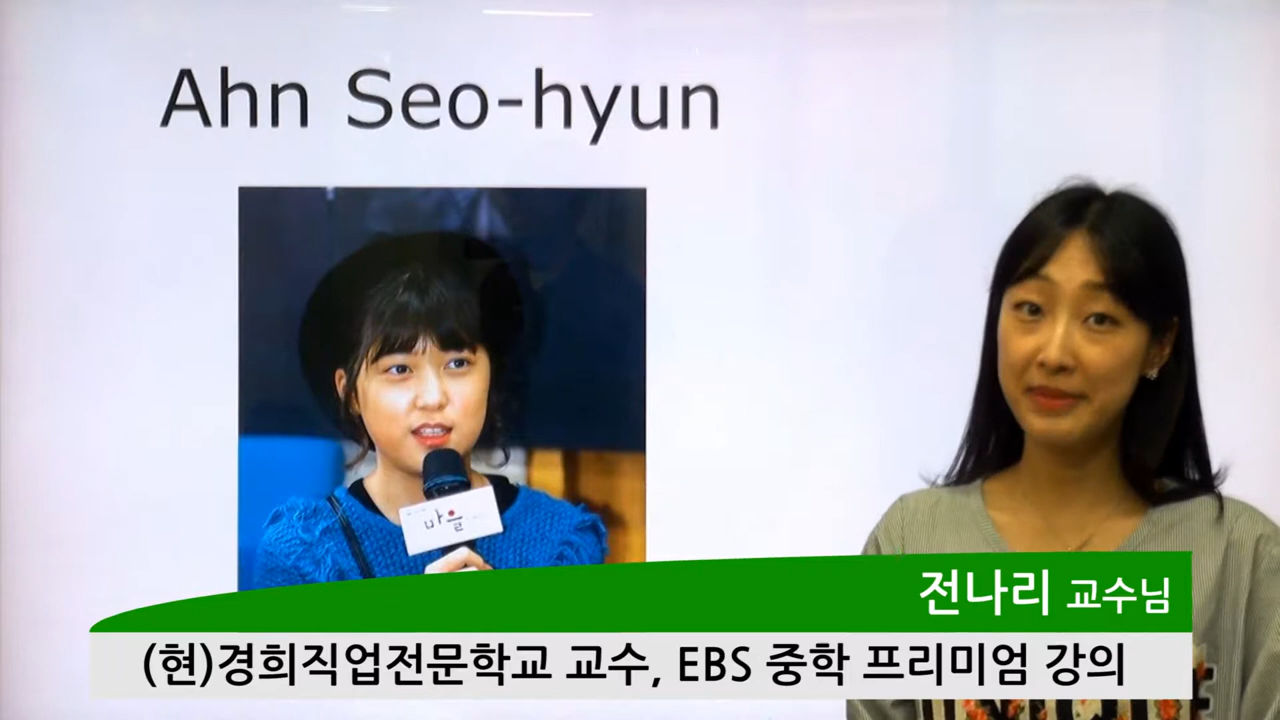 Ahn Seo-hyun
마을
전나리 교수님
(현)경희직업전문학교 교수, EBS 중학 프리미엄 강의